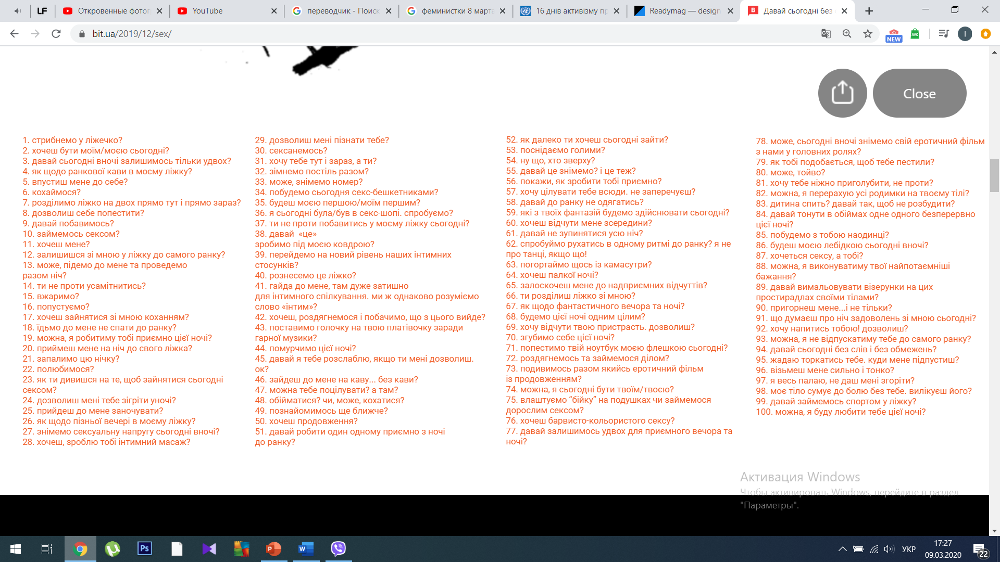 LF
Откровенные фотог
YouTube
переводчик - Поиск
феминистки 8 марта
16 днів активізму пр
Readymag — design
Давай сьогодні без
bit.ua/2019/12/sex/
NEW
AVG
I
Close
1. стрибнемо у ліжечко?
2. хочеш бути моїм/моєю сьогодні?
3. давай сьогодні вночі залишимось тільки удвох?
4. як щодо ранкової кави в моєму ліжку?
5. впустиш мене до себе?
6. кохаймося?
7. розділимо ліжко на двох прямо тут і прямо зараз?
8. дозволиш себе попестити?
9. давай побавимось?
10. займемось сексом?
11. хочеш мене?
12. залишишся зі мною у ліжку до самого ранку?
13. може, підемо до мене та проведемо
разом ніч?
14. ти не проти усамітнитись?
15. вжаримо?
16. попустуємо?
17. хочеш зайнятися зі мною коханням?
18. їдьмо до мене не спати до ранку?
19. можна, я робитиму тобі приємно цієї ночі?
20. приймеш мене на ніч до свого ліжка?
21. запалимо цю нічку?
22. полюбимося?
23. як ти дивишся на те, щоб зайнятися сьогодні
сексом?
24. дозволиш мені тебе зігріти уночі?
25. прийдеш до мене заночувати?
26. як щодо пізньої вечері в моєму ліжку?
27. знімемо сексуальну напругу сьогодні вночі?
28. хочеш, зроблю тобі інтимний масаж?
29. дозволиш мені пізнати тебе?
30. сексанемось?
31. хочу тебе тут і зараз, а ти?
32. зімнемо постіль разом?
33. може, знімемо номер?
34. побудемо сьогодня секс-бешкетниками?
35. будеш моєю першою/моїм першим?
36. я сьогодні була/був в секс-шопі. спробуємо?
37. ти не проти побавитись у моєму ліжку сьогодні?
38. давай «це»
зробимо під моєю ковдрою?
39. перейдемо на новий рівень наших інтимних
стосунків?
40. рознесемо це ліжко?
41. гайда до мене, там дуже затишно
для інтимного спілкування. ми ж однаково розуміємо
слово «інтим»?
42. хочеш, роздягнемося і побачимо, що з цього вийде?
43. поставимо голочку на твою платівочку заради
гарної музики?
44. помурчимо цієї ночі?
45. давай я тебе розслаблю, якщо ти мені дозволиш.
ок?
46. зайдеш до мене на каву... без кави?
47. можна тебе поцілувати? а там?
48. обійматися? чи, може, кохатися?
49. познайомимось ще ближче?
50. хочеш продовження?
51. давай робити один одному приємно з ночі
до ранку?
52. як далеко ти хочеш сьогодні зайти?
53. поснідаємо голими?
54. ну що, хто зверху?
55. давай це знімемо? і це теж?
56. покажи, як зробити тобі приємно?
57. хочу цілувати тебе всюди. не заперечуєш?
58. давай до ранку не одягатись?
59. які з твоїх фантазій будемо здійснювати сьогодні?
60. хочеш відчути мене зсередини?
61. давай не зупинятися усю ніч?
62. спробуймо рухатись в одному ритмі до ранку? я не
про танці, якщо що!
63. погортаймо щось із камасутри?
64. хочеш палкої ночі?
65. залоскочеш мене до надприємних відчуттів?
66. ти розділиш ліжко зі мною?
67. як щодо фантастичного вечора та ночі?
68. будемо цієї ночі одним цілим?
69. хочу відчути твою пристрасть. дозволиш?
70. згубимо себе цієї ночі?
71. попестимо твій ноутбук моєю флешкою сьогодні?
72. роздягнемось та займемося ділом?
73. подивимось разом якийсь еротичний фільм
із продовженням?
74. можна, я сьогодні бути твоїм/твоєю?
75. влаштуємо “бійку” на подушках чи займемося
дорослим сексом?
76. хочеш барвисто-кольористого сексу?
77. давай залишимось удвох для приємного вечора та
ночі?
78. може, сьогодні вночі знімемо свій еротичний фільм
з нами у головних ролях?
79. як тобі подобається, щоб тебе пестили?
80. може, тойво?
81. хочу тебе ніжно приголубити, не проти?
82. можна, я перерахую усі родимки на твоєму тілі?
83. дитина спить? давай так, щоб не розбудити?
84. давай тонути в обіймах одне одного безперервно
цієї ночі?
85. побудемо з тобою наодинці?
86. будеш моєю лебідкою сьогодні вночі?
87. хочеться сексу, а тобі?
88. можна, я виконуватиму твої найпотаємніші
бажання?
89. давай вимальовувати візерунки на цих
простирадлах своїми тілами?
90. пригорнеш мене...і не тільки?
91. що думаєш про ніч задоволень зі мною сьогодні?
92. хочу напитись тобою! дозволиш?
93. можна, я не відпускатиму тебе до самого ранку?
94. давай сьогодні без слів і без обмежень?
95. жадаю торкатись тебе. куди мене підпустиш?
96. візьмеш мене сильно і тонко?
97. я весь палаю, не даш мені згоріти?
98. моє тіло сумує до болю без тебе. вилікуєш його?
99. давай займемось спортом у ліжку?
100. можна, я буду любити тебе цієї ночі?
Активация Windows
Чтобы активировать Windows, перейдите в раздел
"Параметры".
Ps
P
W
УКР
17:27
09.03.2020
22